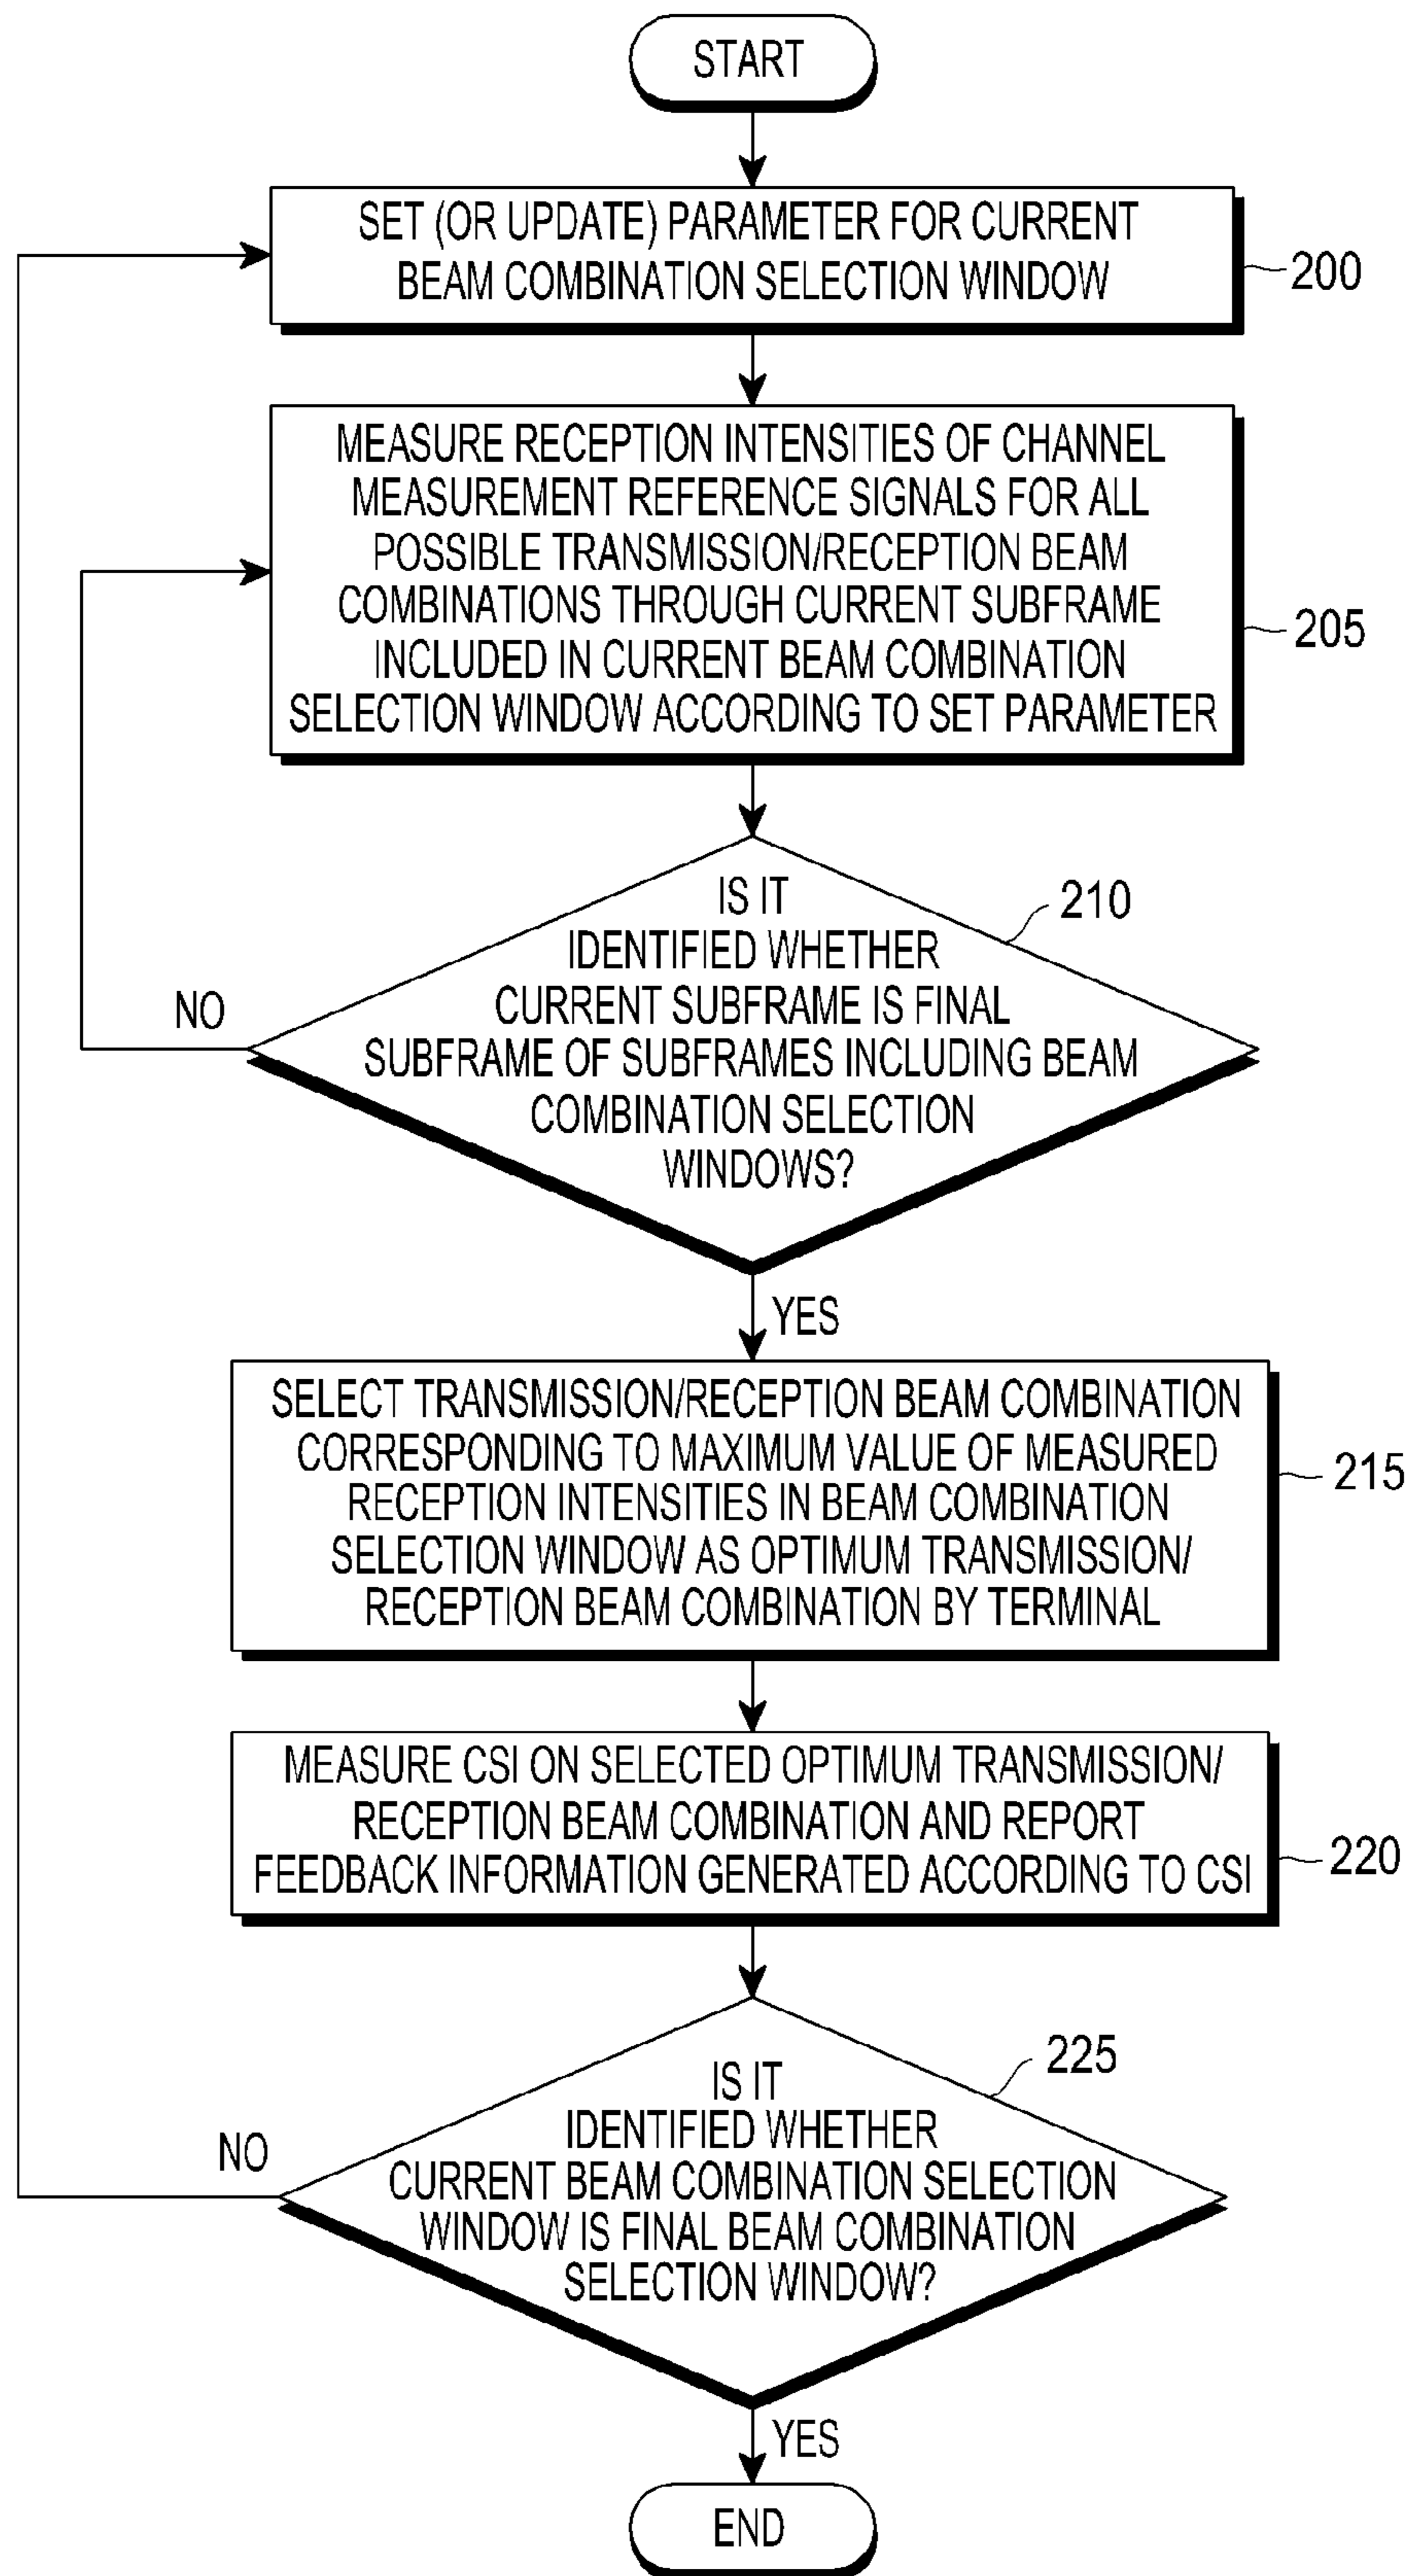 START
SET (OR UPDATE) PARAMETER FOR CURRENT
BEAM COMBINATION SELECTION WINDOW
200
MEASURE RECEPTION INTENSITIES OF CHANNEL
MEASUREMENT REFERENCE SIGNALS FOR ALL
POSSIBLE TRANSMISSION/RECEPTION BEAM
COMBINATIONS THROUGH CURRENT SUBFRAME
INCLUDED IN CURRENT BEAM COMBINATION
SELECTION WINDOW ACCORDING TO SET PARAMETER
205
IS IT
IDENTIFIED WHETHER
CURRENT SUBFRAME IS FINAL
SUBFRAME OF SUBFRAMES INCLUDING BEAM
COMBINATION SELECTION
WINDOWS?
210
NO
YES
SELECT TRANSMISSION/RECEPTION BEAM COMBINATION
CORRESPONDING TO MAXIMUM VALUE OF MEASURED
RECEPTION INTENSITIES IN BEAM COMBINATION
SELECTION WINDOW AS OPTIMUM TRANSMISSION/
RECEPTION BEAM COMBINATION BY TERMINAL
215
MEASURE CSI ON SELECTED OPTIMUM TRANSMISSION/
RECEPTION BEAM COMBINATION AND REPORT
FEEDBACK INFORMATION GENERATED ACCORDING TO CSI
220
IS IT
IDENTIFIED WHETHER
CURRENT BEAM COMBINATION SELECTION
WINDOW IS FINAL BEAM COMBINATION
SELECTION WINDOW?
225
NO
YES
END